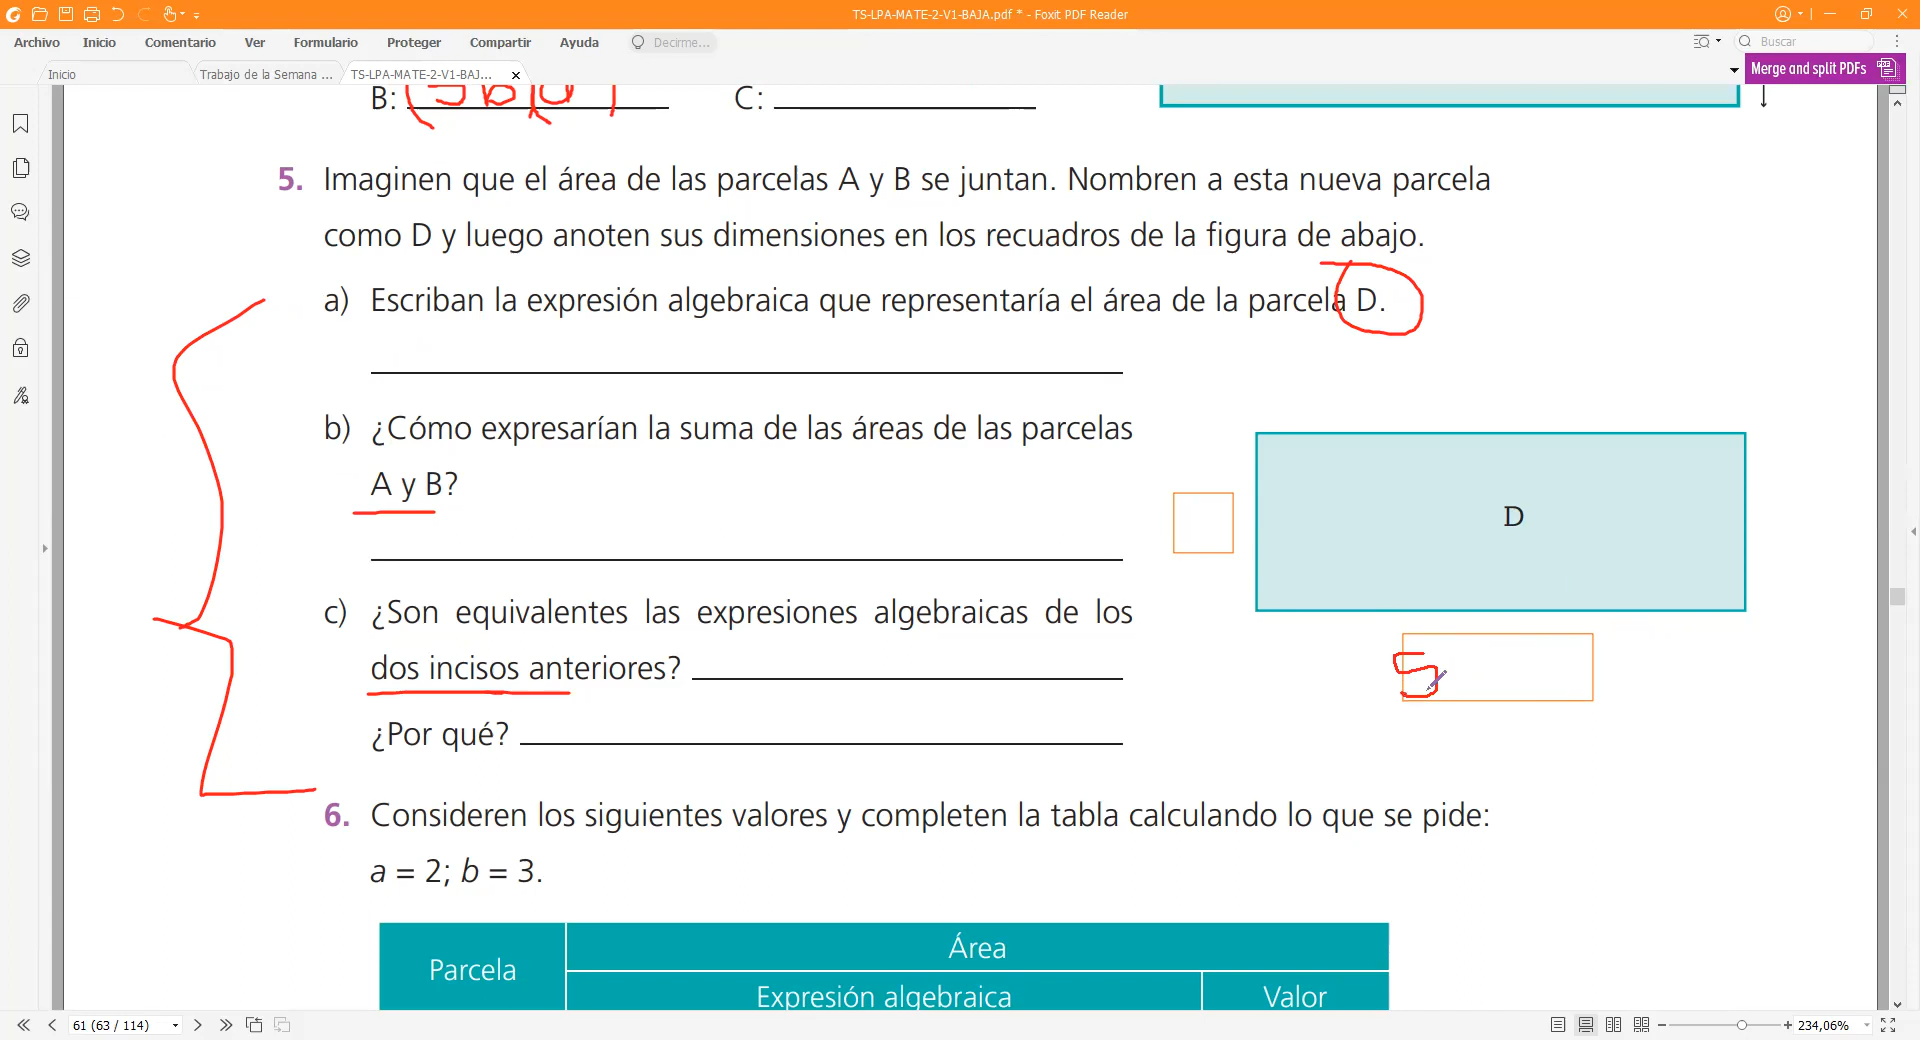 TS-LPA-MATE-2-V1-BAJA.pdf * - Foxit PDF Reader
Archivo Inicio Comentario Ver Formulario Proteger Compartir Ayuda Decirme... Buscar
Inicio Trabajo de la Semana ... TS-LPA-MATE-2-V1-BAJ... Merge and split PDFs
B: C:
5. Imaginen que el área de las parcelas A y B se juntan. Nombren a esta nueva parcela
como D y luego anoten sus dimensiones en los recuadros de la figura de abajo.
a) Escriban la expresión algebraica que representaría el área de la parcela D.
b) ¿Cómo expresarían la suma de las áreas de las parcelas
A y B?
D
c) ¿Son equivalentes las expresiones algebraicas de los
dos incisos anteriores?
5
¿Por qué?
6. Consideren los siguientes valores y completen la tabla calculando lo que se pide:
a = 2; b = 3.
Parcela
Área
Expresión algebraica Valor
61 (63 / 114) 234,06%